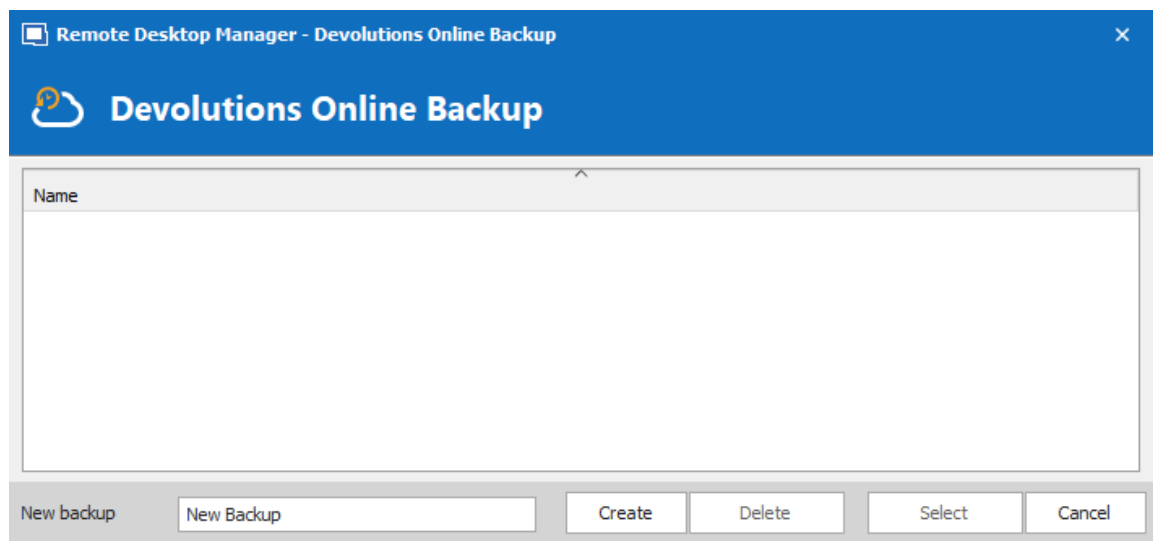 Remote Desktop Manager - Devolutions Online Backup
Devolutions Online Backup
Name
New backup New Backup Create Delete Select Cancel